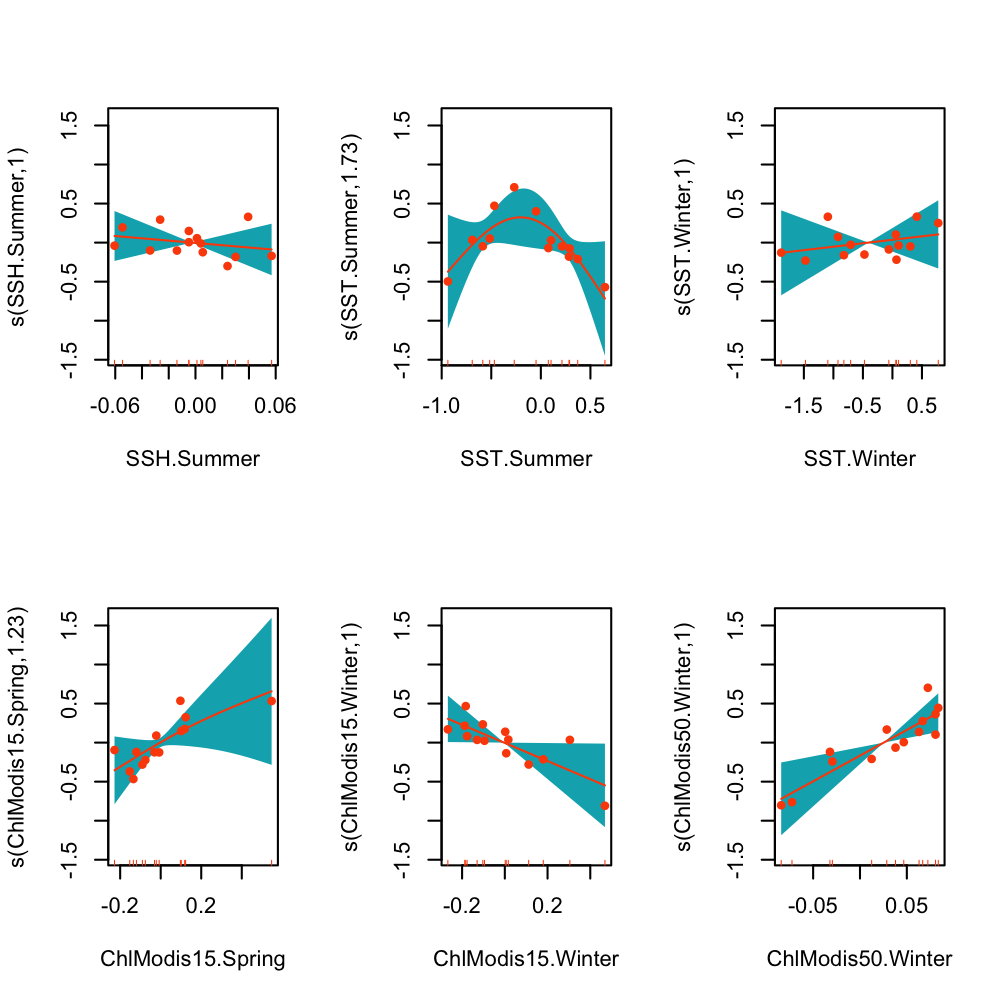 s(SSH.Summer,1)
1.5
0.5
-0.5
-1.5
-0.06 0.00 0.06
SSH.Summer
s(SST.Summer,1.73)
1.5
0.5
-0.5
-1.5
-1.0 0.0 0.5
SST.Summer
s(SST.Winter,1)
1.5
0.5
-0.5
-1.5
-1.5 -0.5 0.5
SST.Winter
s(ChlModis15.Spring,1.23)
1.5
0.5
-0.5
-1.5
-0.2 0.2
ChlModis15.Spring
s(ChlModis15.Winter,1)
1.5
0.5
-0.5
-1.5
-0.2 0.2
ChlModis15.Winter
s(ChlModis50.Winter,1)
1.5
0.5
-0.5
-1.5
-0.05 0.05
ChlModis50.Winter